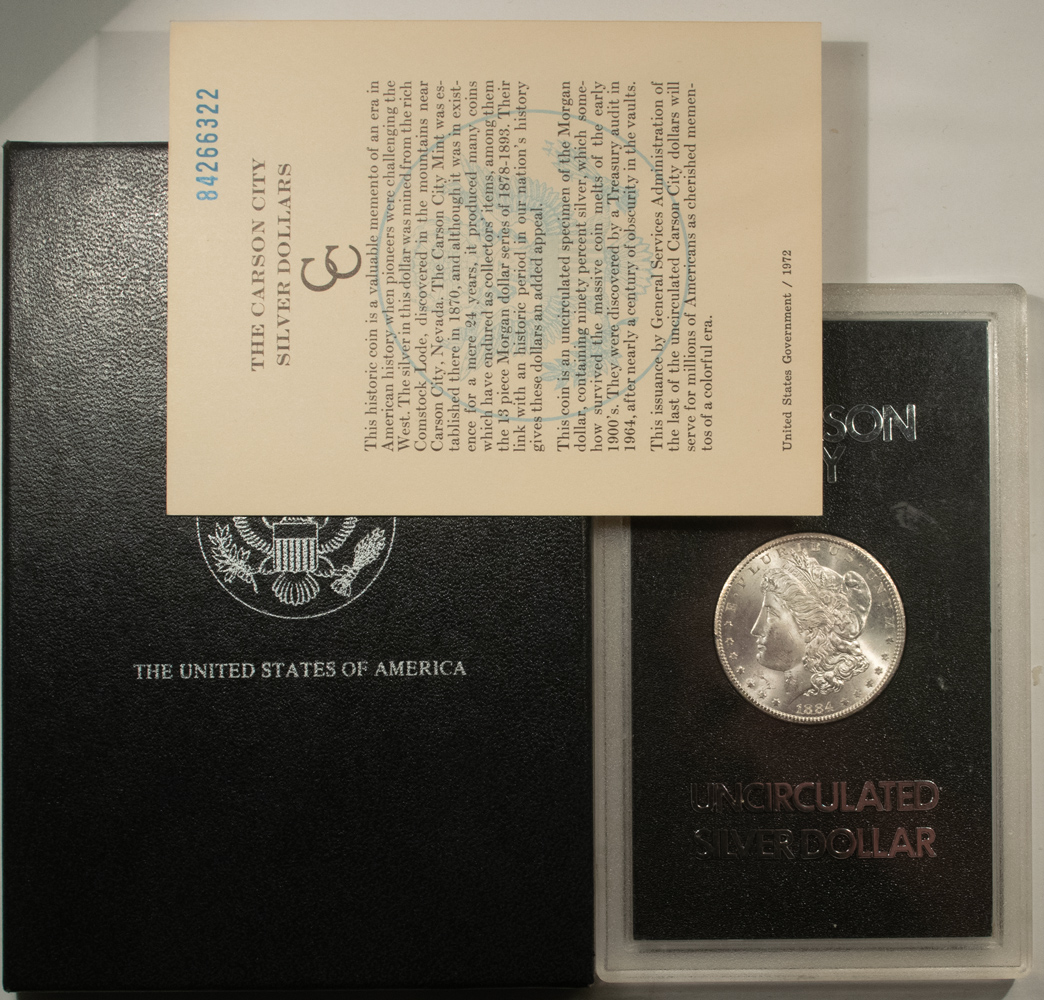 84266322
THE CARSON CITY
SILVER DOLLARS
CC
This historic coin is a valuable memento of an era in
American history when pioneers were challenging the
West. The silver in this dollar was mined from the rich
Comstock Lode, discovered in the mountains near
Carson City, Nevada. The Carson City Mint was es-
tablished there in 1870, and although it was in exist-
ence for a mere 24 years, it produced many coins
which have endured as collectors' items, among them
the 13 piece Morgan dollar series of 1878-1893. Their
link with an historic period in our nation's history
gives these dollars an added appeal.
This coin is an uncirculated specimen of the Morgan
dollar, containing ninety percent silver, which some-
how survived the massive coin melts of the early
1900's. They were discovered by a Treasury audit in
1964, after nearly a century of obscurity in the vaults.
This issuance by General Services Administration of
the last of the uncirculated Carson City dollars will
serve for millions of Americans as cherished memen-
tos of a colorful era.
United States Government / 1972
THE UNITED STATES OF AMERICA
SON
Y
1884
UNCIRCULATED
SILVER DOLLAR